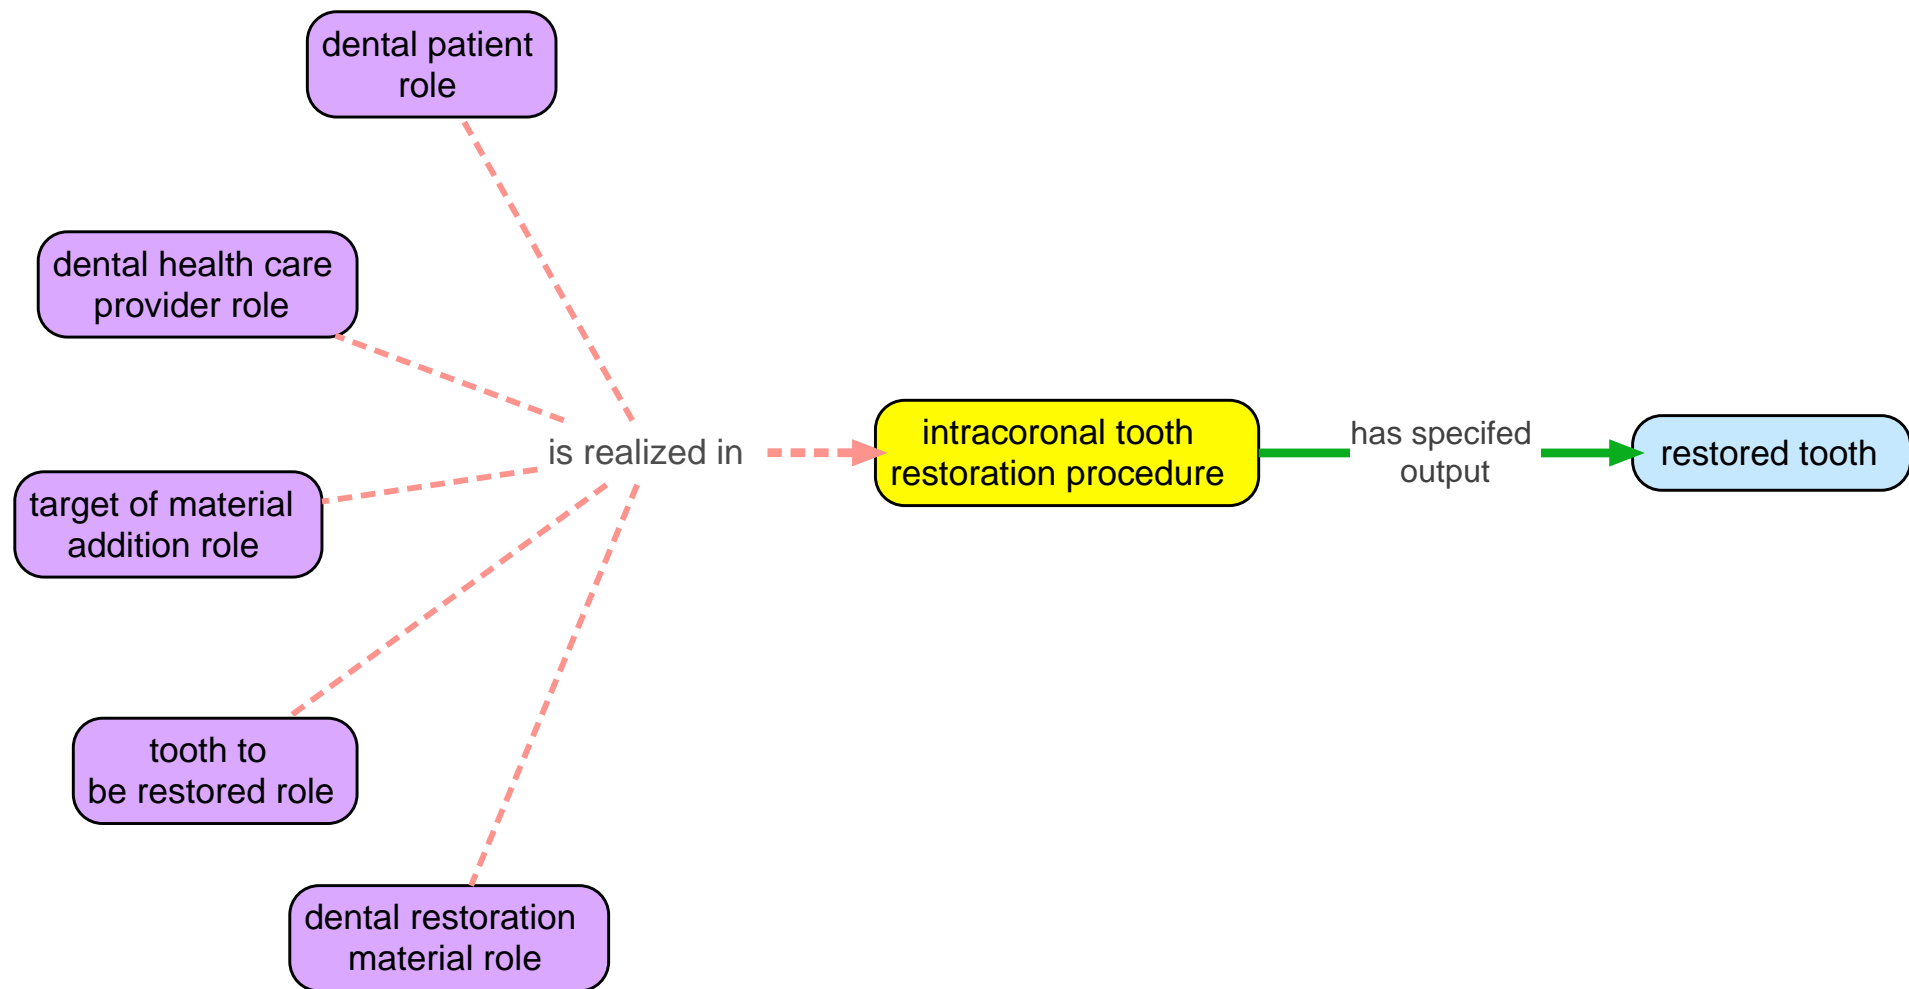 dental patient
role
dental health care
provider role
is realized in
target of material
addition role
tooth to
be restored role
dental restoration
material role
intracoronal tooth
restoration procedure
has specifed
output
restored tooth